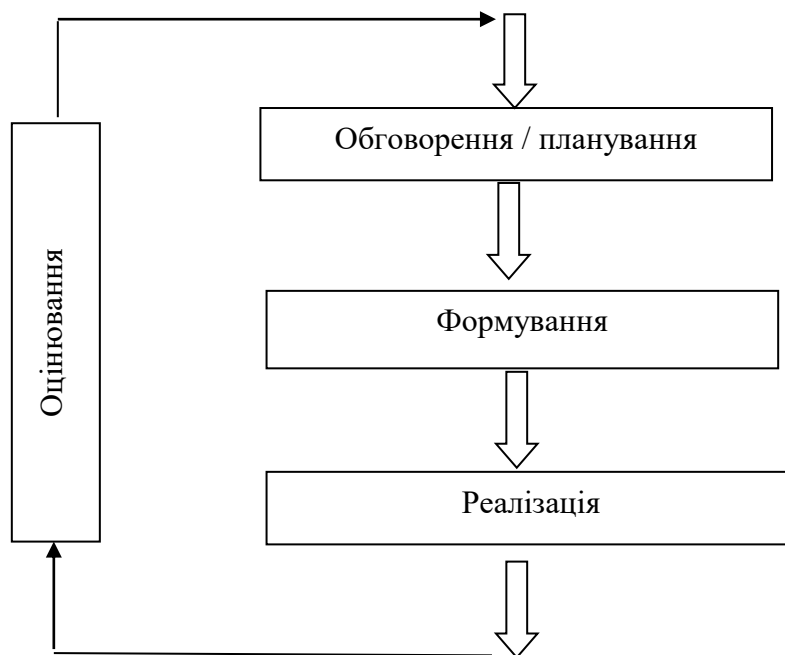 Обговорення / планування
Формування
Реалізація
Оцінювання